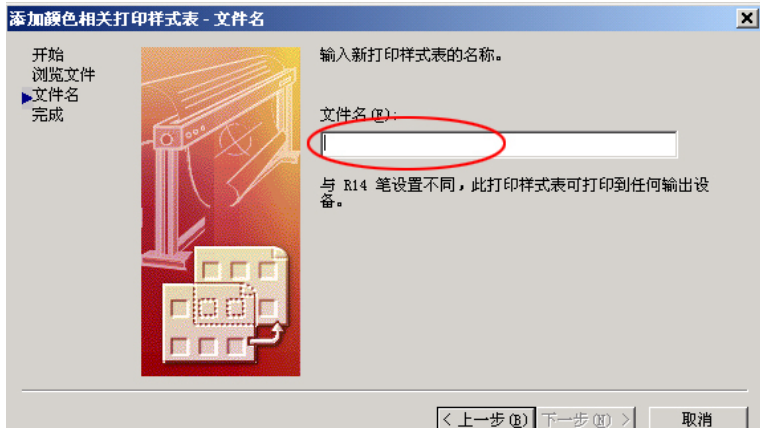 添加颜色相关打印样式表 - 文件名
开始
浏览文件
文件名
完成
输入新打印样式表的名称。
文件名(F):
与 R14 笔设置不同，此打印样式表可打印到任何输出设
备。
< 上一步(B)
下一步(N) >
取消